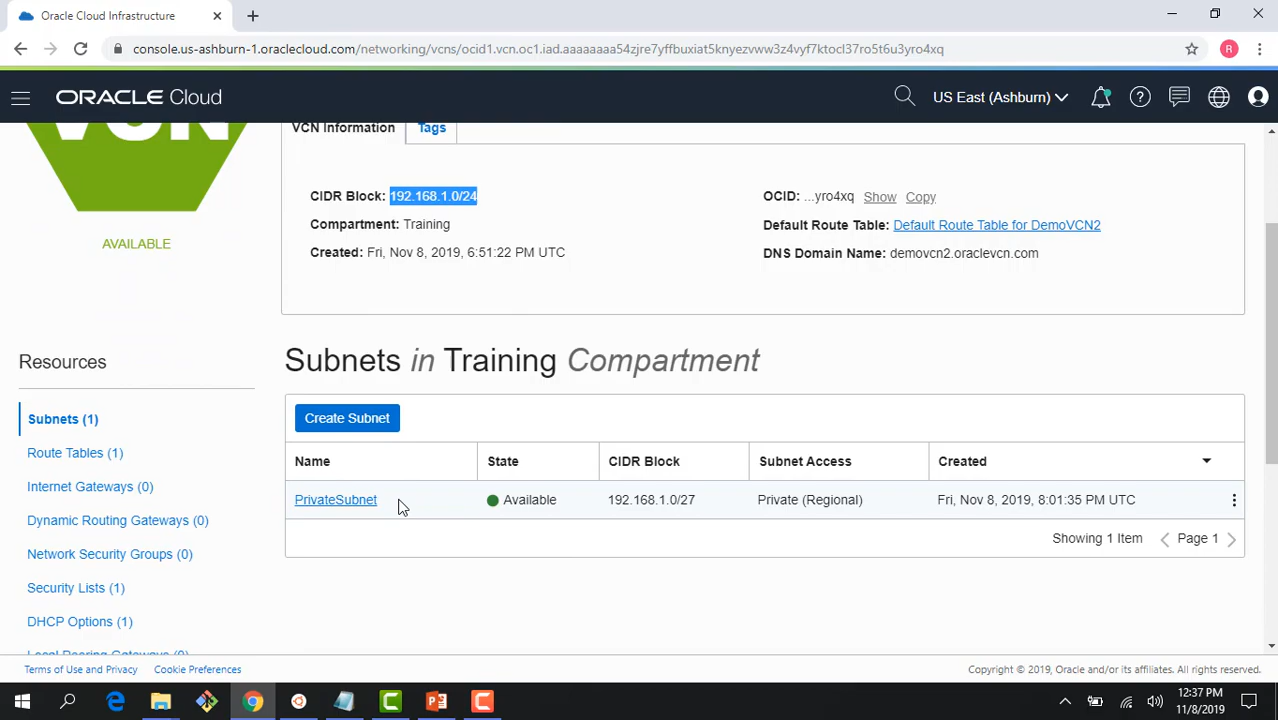 Oracle Cloud Infrastructure
console.us-ashburn-1.oraclecloud.com/networking/vcns/ocid1.vcn.oc1.iad.aaaaaaaa54zjre7yffbuxiat5knyezvww3z4vyf7ktocl37ro5t6u3yro4xq
R
ORACLE Cloud
US East (Ashburn)
VCN
VCN Information
Tags
CIDR Block: 192.168.1.0/24
OCID: ...yro4xq Show Copy
Compartment: Training
Default Route Table: Default Route Table for DemoVCN2
Created: Fri, Nov 8, 2019, 6:51:22 PM UTC
DNS Domain Name: demovcn2.oraclevcn.com
AVAILABLE
Resources
Subnets (1)
Route Tables (1)
Internet Gateways (0)
Dynamic Routing Gateways (0)
Network Security Groups (0)
Security Lists (1)
DHCP Options (1)
Local Peering Gateways (0)
Subnets in Training Compartment
Create Subnet
Name State CIDR Block Subnet Access Created
PrivateSubnet Available 192.168.1.0/27 Private (Regional) Fri, Nov 8, 2019, 8:01:35 PM UTC
Showing 1 Item Page 1
Terms of Use and Privacy Cookie Preferences
Copyright © 2019, Oracle and/or its affiliates. All rights reserved.
12:37 PM
11/8/2019